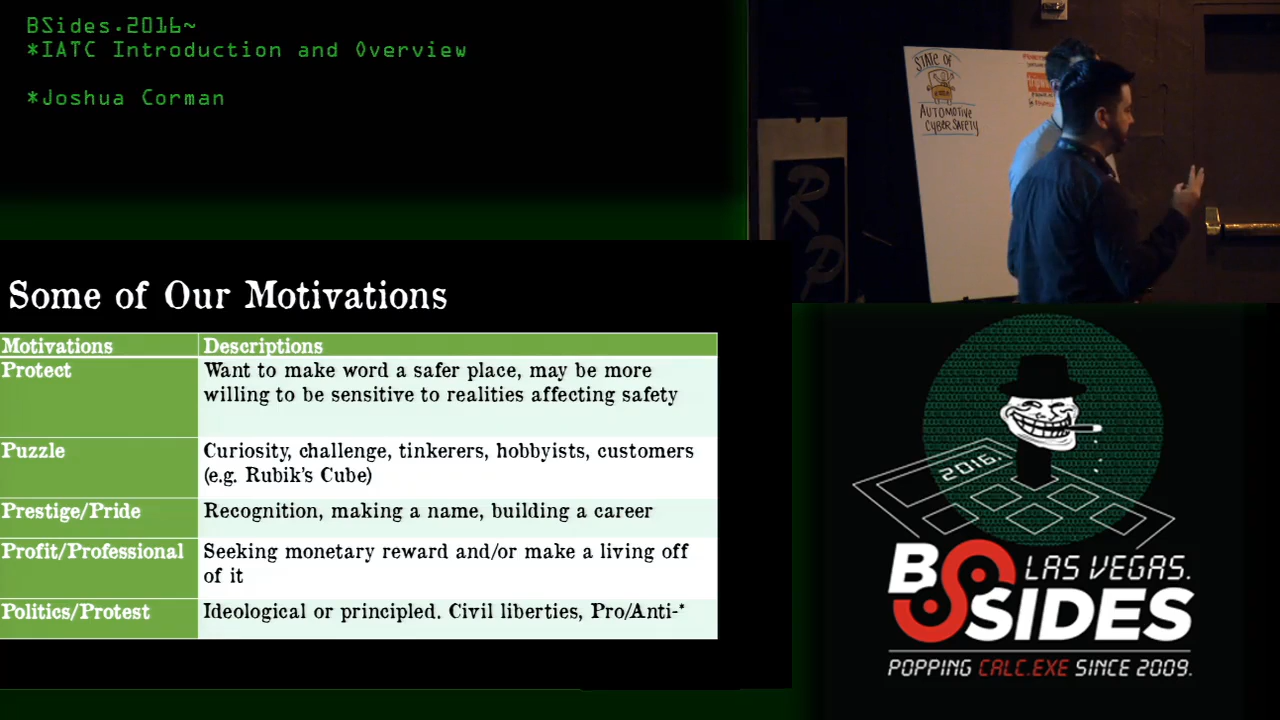 BSides.2016~
*IATC Introduction and Overview
*Joshua Corman
STATE OF
AUTOMOTIVE
CYBER SAFETY
R
P
Some of Our Motivations
Motivations Descriptions
Protect Want to make word a safer place, may be more
willing to be sensitive to realities affecting safety
Puzzle Curiosity, challenge, tinkerers, hobbyists, customers
(e.g. Rubik's Cube)
Prestige/Pride Recognition, making a name, building a career
Profit/Professional Seeking monetary reward and/or make a living off
of it
Politics/Protest Ideological or principled. Civil liberties, Pro/Anti-*
2016.
BSIDES LAS VEGAS.
POPPING CALC.EXE SINCE 2009.